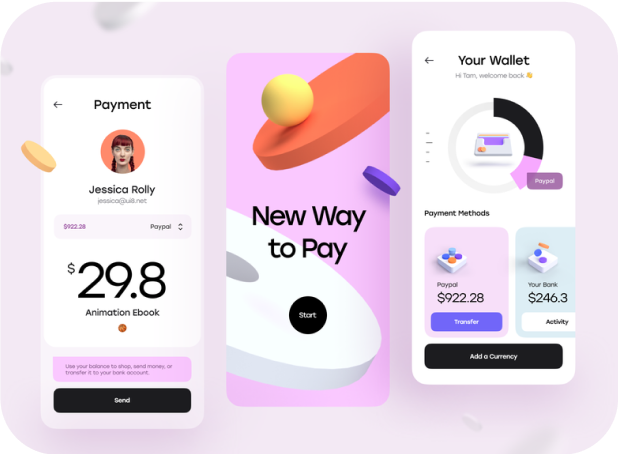 Payment
Jessica Rolly
jessica@ui8.net
$922.28
Paypal
$29.8
Animation Ebook
Use your balance to shop, send money, or
transfer it to your bank account.
Send
New Way
to Pay
Start
Your Wallet
Hi Tam, welcome back 👋
Paypal
Payment Methods
Paypal
$922.28
Transfer
Your Bank
$246.3
Activity
Add a Currency